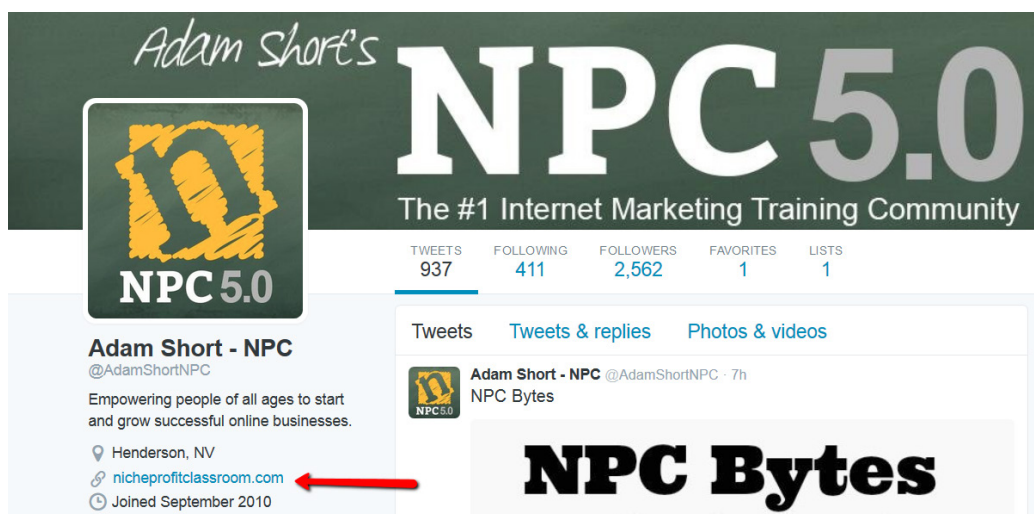 Adam Short's
NPC 5.0
The #1 Internet Marketing Training Community
n
NPC 5.0
TWEETS FOLLOWING FOLLOWERS FAVORITES LISTS
937 411 2,562 1 1
Adam Short - NPC
@AdamShortNPC
Empowering people of all ages to start
and grow successful online businesses.
Henderson, NV
nicheprofitclassroom.com
Joined September 2010
Tweets Tweets & replies Photos & videos
n
NPC 5.0
Adam Short - NPC @AdamShortNPC · 7h
NPC Bytes
NPC Bytes